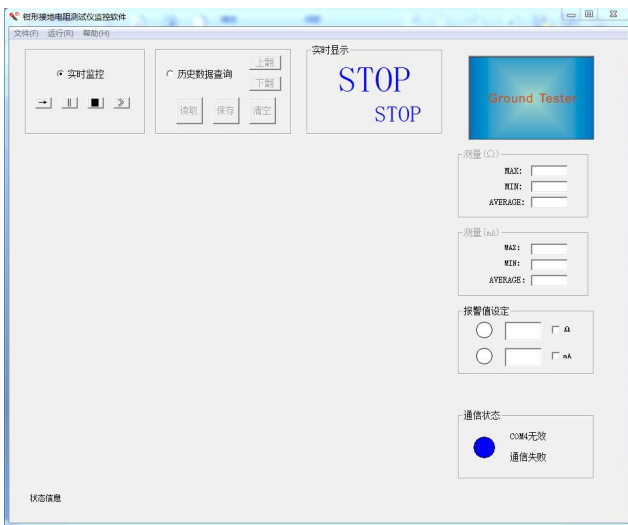 钳形接地电阻测试仪监控软件
文件(F) 运行(R) 帮助(H)
实时监控
历史数据查询
上翻
下翻
读取 保存 清空
实时显示
STOP
STOP
Ground Tester
测量(Ω)
MAX:
MIN:
AVERAGE:
测量(mA)
MAX:
MIN:
AVERAGE:
报警值设定
Ω
mA
通信状态
COM4无效
通信失败
状态信息